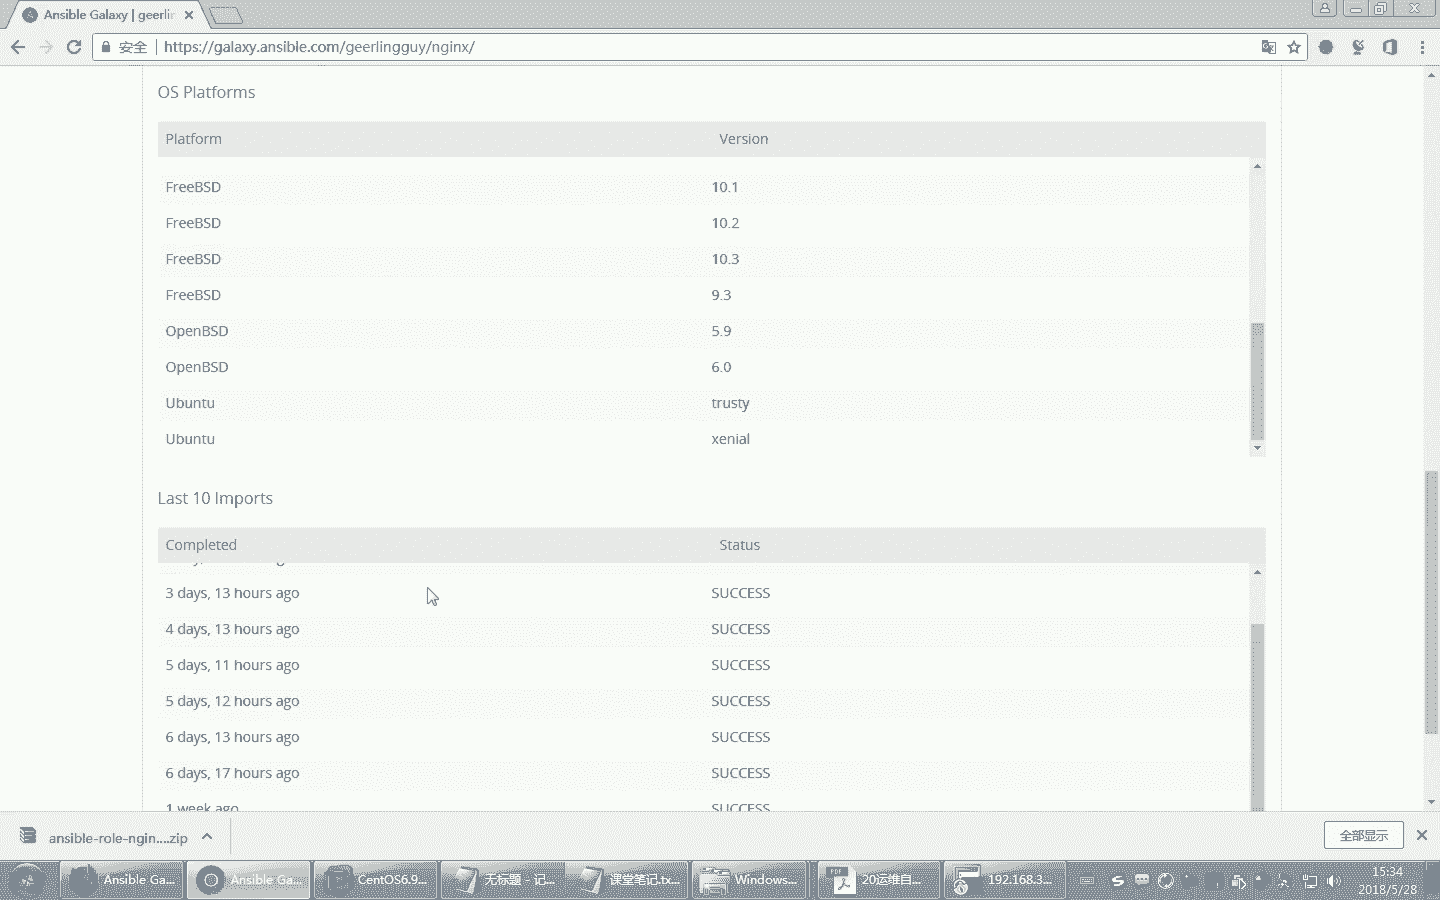 Ansible Galaxy | geerlin
安全 | https://galaxy.ansible.com/geerlingguy/nginx/
OS Platforms
Platform Version
FreeBSD 10.1
FreeBSD 10.2
FreeBSD 10.3
FreeBSD 9.3
OpenBSD 5.9
OpenBSD 6.0
Ubuntu trusty
Ubuntu xenial
Last 10 Imports
Completed Status
3 days, 13 hours ago SUCCESS
4 days, 13 hours ago SUCCESS
5 days, 11 hours ago SUCCESS
5 days, 12 hours ago SUCCESS
6 days, 13 hours ago SUCCESS
6 days, 17 hours ago SUCCESS
1 week ago SUCCESS
ansible-role-ngin....zip 全部显示
Ansible Ga... Ansible Ga... CentOS6.9... 无标题 - 记... 课堂笔记.tx... Windows... 20运维自... 192.168.3... 15:34
2018/5/28